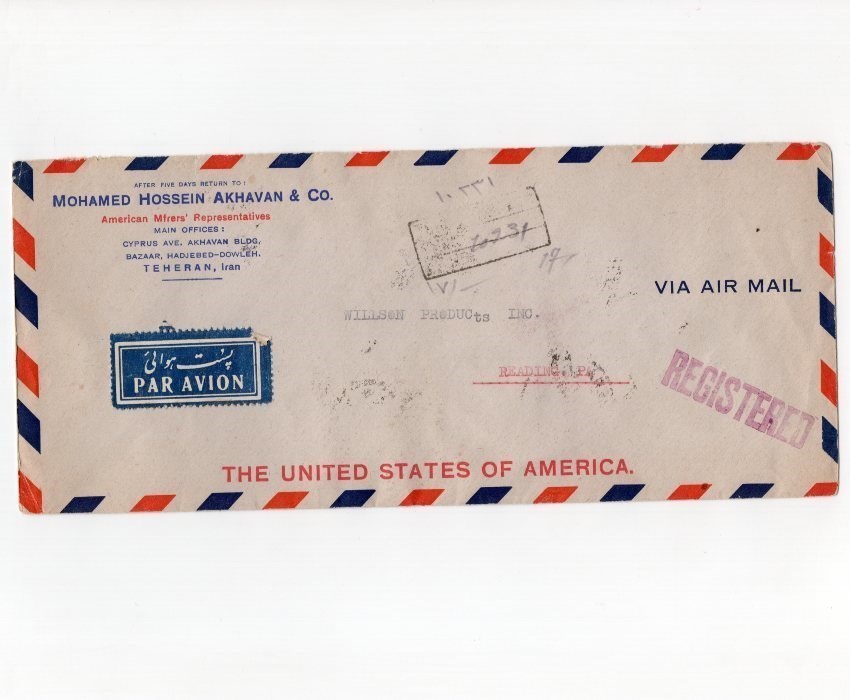 AFTER FIVE DAYS RETURN TO :
MOHAMED HOSSEIN AKHAVAN & CO.
American Mfrers' Representatives
MAIN OFFICES :
CYPRUS AVE. AKHAVAN BLDG,
BAZAAR, HADJEBED-DOWLEH.
TEHERAN, Iran
۱۰۲۳۱
10231
VIA AIR MAIL
WILLSON PRODUCts INC.
پست هوائی
PAR AVION
READING, PA.
REGISTERED
THE UNITED STATES OF AMERICA.